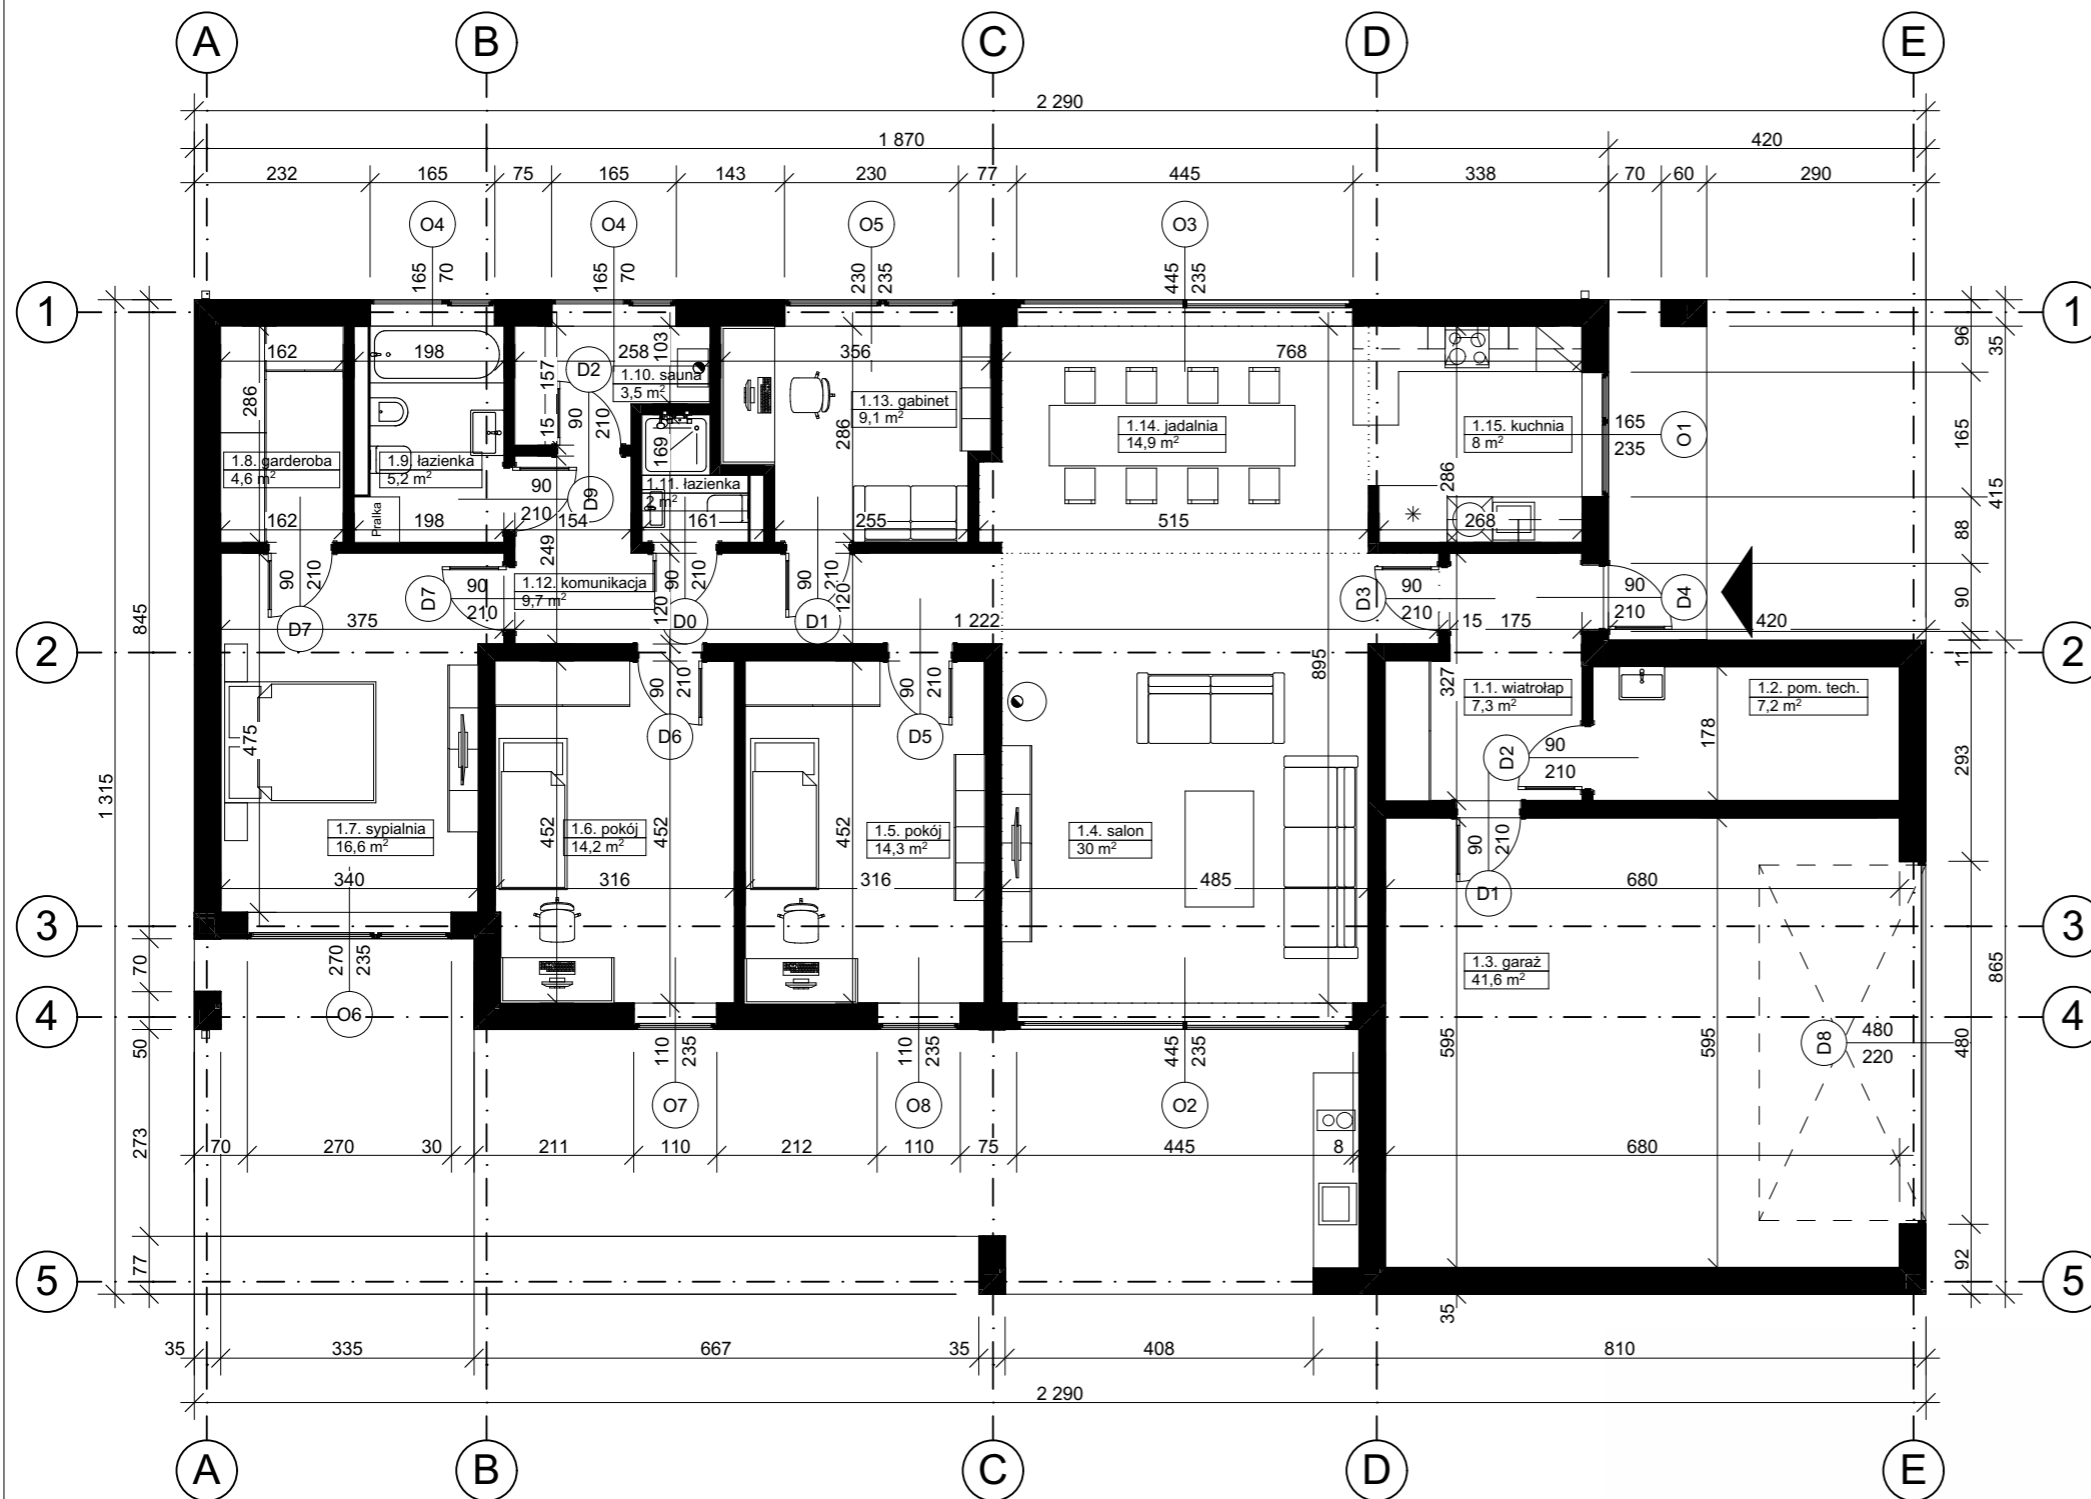 A B C D E
2 290
1 870 420
232 165 75 165 143 230 77 445 338 70 60 290
O4 O4 O5 O3
165 70 165 70 230 235 445 235
1 1
162 198 258 103 356 768
D2
157
1.10. sauna
3,5 m²
286
15
90 210
169
1.13. gabinet
9,1 m²
286
1.14. jadalnia
14,9 m²
1.15. kuchnia
8 m²
165
235
O1
1.8. garderoba
4,6 m²
1.9. łazienka
5,2 m²
1.11. łazienka
2 m²
90
210
D9
Pralka
286
162 198 154 161 255 515 268
249
90 210
D7
D7
90
210
1.12. komunikacja
9,7 m²
90 210
120
D0
90 210
120
D1
D3
90
210
90
210
D4
375 1 222 15 175 420
2 2
90 210
D6
90 210
D5
895
327
1.1. wiatrołap
7,3 m²
1.2. pom. tech.
7,2 m²
178
D2
90
210
475
1.7. sypialnia
16,6 m²
452
1.6. pokój
14,2 m²
452
452
1.5. pokój
14,3 m²
1.4. salon
30 m²
90 210
D1
340 316 316 485 680
3 3
270 235
O6
1.3. garaż
41,6 m²
4 4
110 235
O7
110 235
O8
445 235
O2
595
595
D8
480
220
70 270 30 211 110 212 110 75 445 8 680
5 5
35
35 335 667 35 408 810
2 290
1 315
845
70
50
273
77
96
165
88
90
11
293
480
92
35
415
865
A B C D E